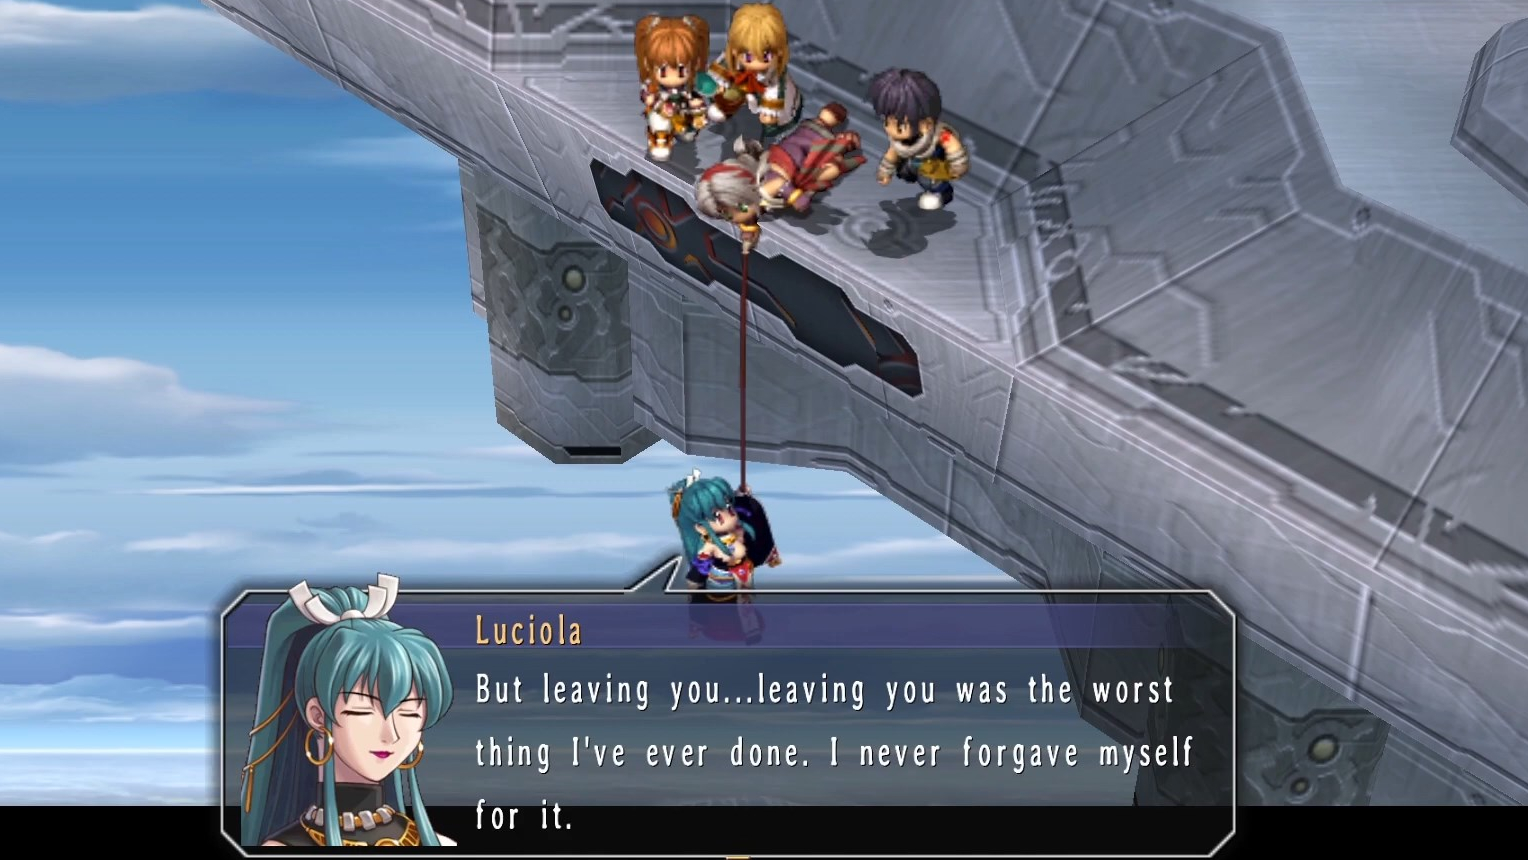 Luciola
But leaving you...leaving you was the worst
thing I've ever done. I never forgave myself
for it.